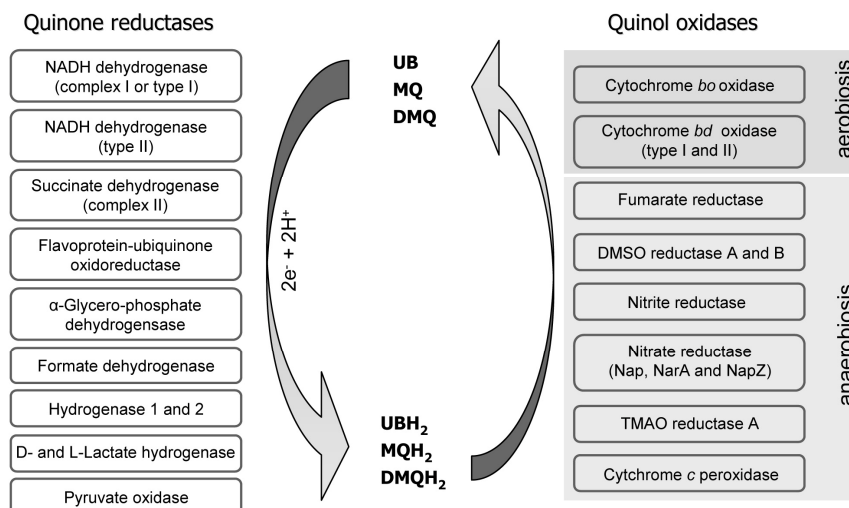 Quinone reductases
NADH dehydrogenase
(complex I or type I)
NADH dehydrogenase
(type II)
Succinate dehydrogenase
(complex II)
Flavoprotein-ubiquinone
oxidoreductase
α-Glycero-phosphate
dehydrogensase
Formate dehydrogenase
Hydrogenase 1 and 2
D- and L-Lactate hydrogenase
Pyruvate oxidase
2e⁻ + 2H⁺
UB
MQ
DMQ
UBH₂
MQH₂
DMQH₂
Quinol oxidases
Cytochrome bo oxidase
Cytochrome bd oxidase
(type I and II)
aerobiosis
Fumarate reductase
DMSO reductase A and B
Nitrite reductase
Nitrate reductase
(Nap, NarA and NapZ)
TMAO reductase A
Cytchrome c peroxidase
anaerobiosis